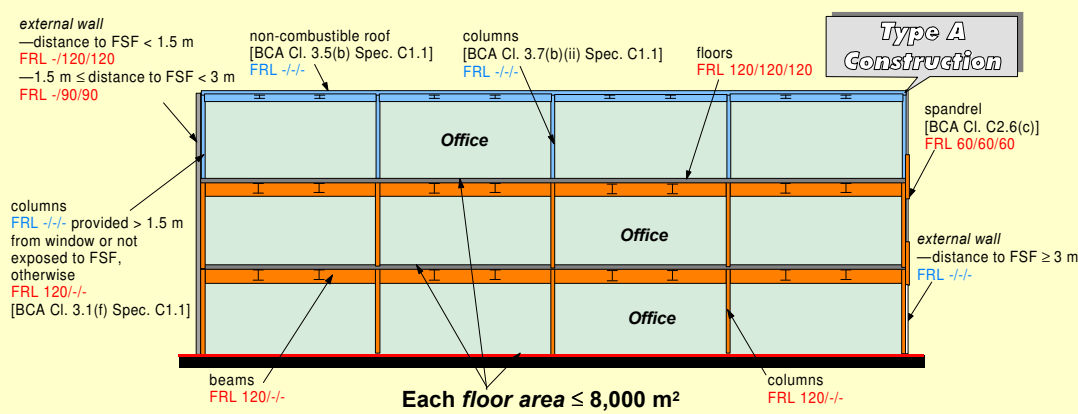 external wall
—distance to FSF < 1.5 m
FRL -/120/120
—1.5 m ≤ distance to FSF < 3 m
FRL -/90/90
non-combustible roof
[BCA Cl. 3.5(b) Spec. C1.1]
FRL -/-/-
columns
[BCA Cl. 3.7(b)(ii) Spec. C1.1]
FRL -/-/-
floors
FRL 120/120/120
Type A
Construction
spandrel
[BCA Cl. C2.6(c)]
FRL 60/60/60
Office
columns
FRL -/-/- provided > 1.5 m
from window or not
exposed to FSF,
otherwise
FRL 120/-/-
[BCA Cl. 3.1(f) Spec. C1.1]
Office
external wall
—distance to FSF ≥ 3 m
FRL -/-/-
Office
beams
FRL 120/-/-
Each floor area ≤ 8,000 m²
columns
FRL 120/-/-